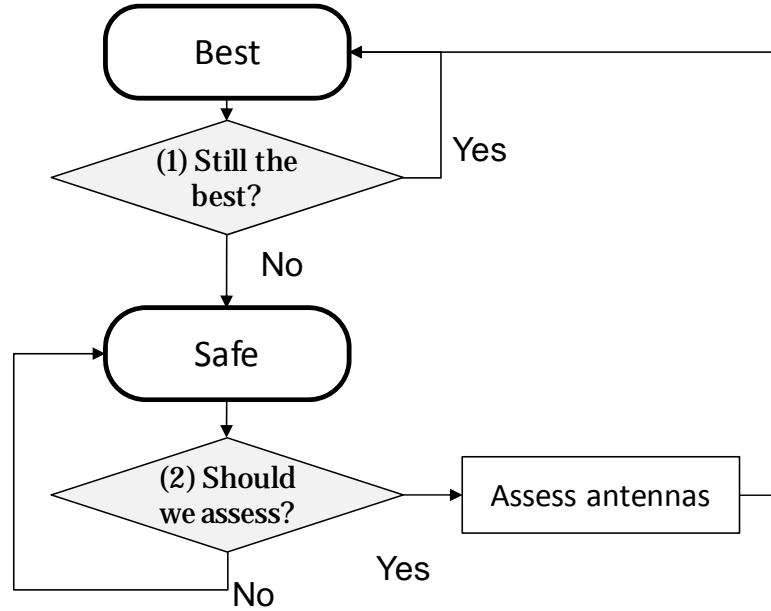 Best
(1) Still the
best?
Yes
No
Safe
(2) Should
we assess?
Assess antennas
Yes
No